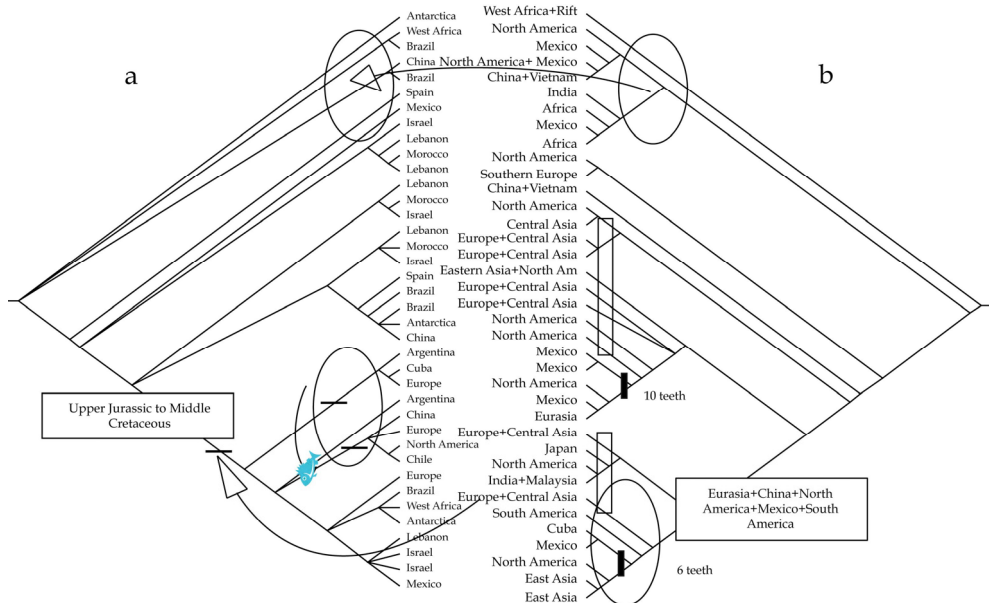 a
Antarctica
West Africa
Brazil
China
Brazil
Spain
Mexico
Israel
Lebanon
Morocco
Lebanon
Lebanon
Morocco
Israel
Lebanon
Morocco
Israel
Spain
Brazil
Brazil
Antarctica
China
Argentina
Cuba
Europe
Argentina
China
Europe
North America
Chile
Europe
Brazil
West Africa
Antarctica
Lebanon
Israel
Mexico
Upper Jurassic to Middle
Cretaceous
West Africa+Rift
North America
Mexico
North America+ Mexico
China+Vietnam
India
Africa
Mexico
Africa
North America
Southern Europe
China+Vietnam
North America
Central Asia
Europe+Central Asia
Europe+Central Asia
Eastern Asia+North Am
Europe+Central Asia
Europe+Central Asia
North America
North America
Mexico
Mexico
North America
Mexico
Eurasia
Europe+Central Asia
Japan
North America
India+Malaysia
Europe+Central Asia
South America
Cuba
Mexico
North America
East Asia
East Asia
b
10 teeth
Eurasia+China+North
America+Mexico+South
America
6 teeth